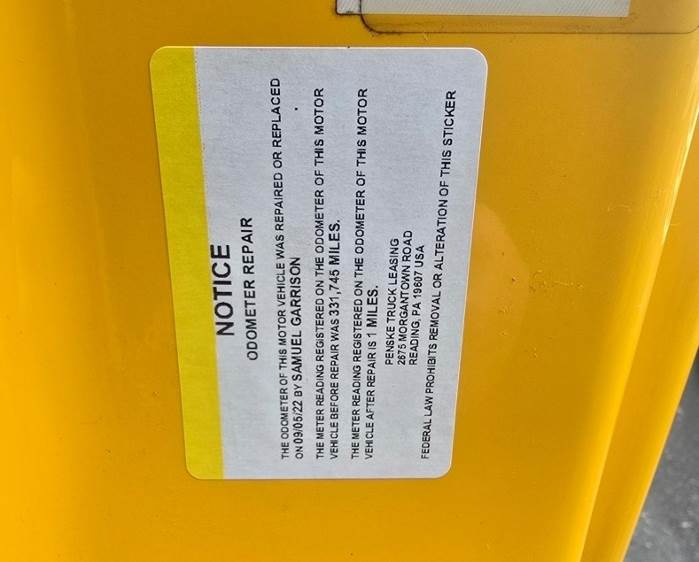 NOTICE
ODOMETER REPAIR
THE ODOMETER OF THIS MOTOR VEHICLE WAS REPAIRED OR REPLACED
ON 09/05/22 BY SAMUEL GARRISON
THE METER READING REGISTERED ON THE ODOMETER OF THIS MOTOR
VEHICLE BEFORE REPAIR WAS 331,745 MILES.
THE METER READING REGISTERED ON THE ODOMETER OF THIS MOTOR
VEHICLE AFTER REPAIR IS 1 MILES.
PENSKE TRUCK LEASING
2675 MORGANTOWN ROAD
READING, PA 19607 USA
FEDERAL LAW PROHIBITS REMOVAL OR ALTERATION OF THIS STICKER